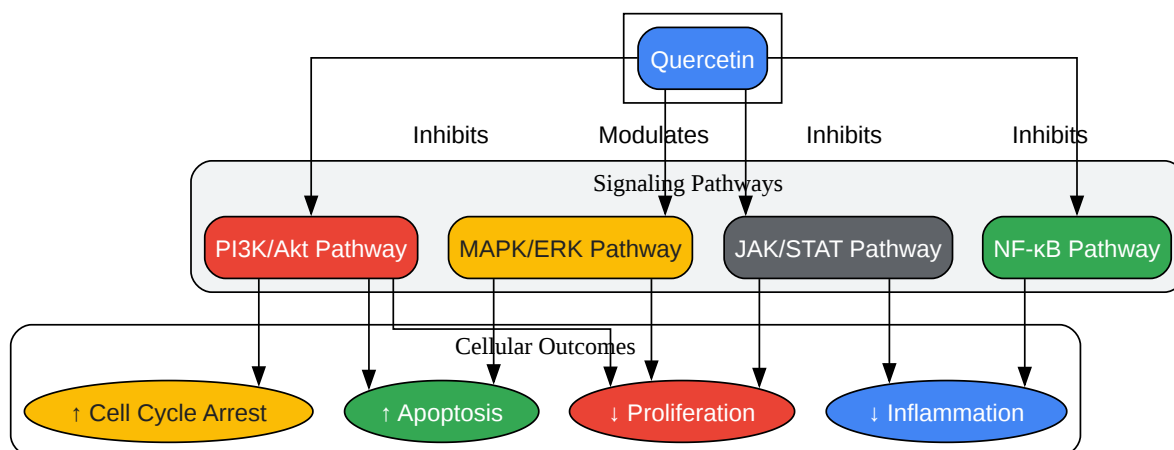 Quercetin
Inhibits
Modulates
Inhibits
Inhibits
Signaling Pathways
PI3K/Akt Pathway
MAPK/ERK Pathway
JAK/STAT Pathway
NF-κB Pathway
Cellular Outcomes
↑ Cell Cycle Arrest
↑ Apoptosis
↓ Proliferation
↓ Inflammation